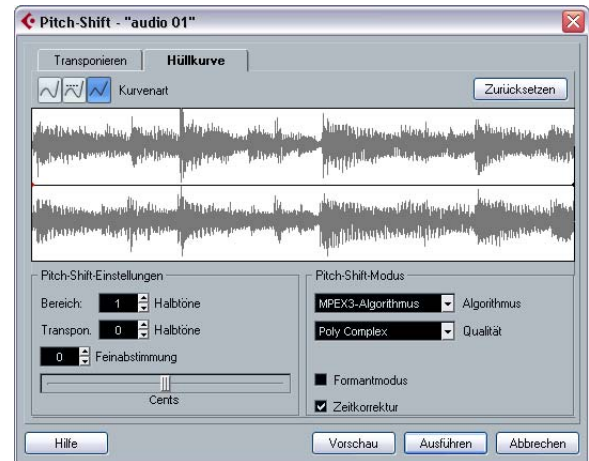 Pitch-Shift - "audio 01"
Transponieren Hüllkurve
Kurvenart Zurücksetzen
Pitch-Shift-Einstellungen
Bereich: 1 Halbtöne
Transpon. 0 Halbtöne
0 Feinabstimmung
Cents
Pitch-Shift-Modus
MPEX3-Algorithmus Algorithmus
Poly Complex Qualität
Formantmodus
Zeitkorrektur
Hilfe Vorschau Ausführen Abbrechen